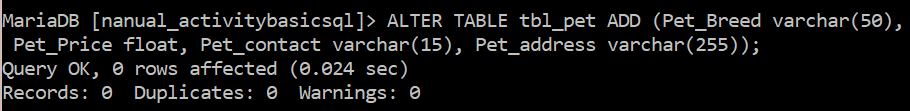 MariaDB [nanual_activitybasicsql]> ALTER TABLE tbl_pet ADD (Pet_Breed varchar(50),
 Pet_Price float, Pet_contact varchar(15), Pet_address varchar(255));
Query OK, 0 rows affected (0.024 sec)
Records: 0  Duplicates: 0  Warnings: 0